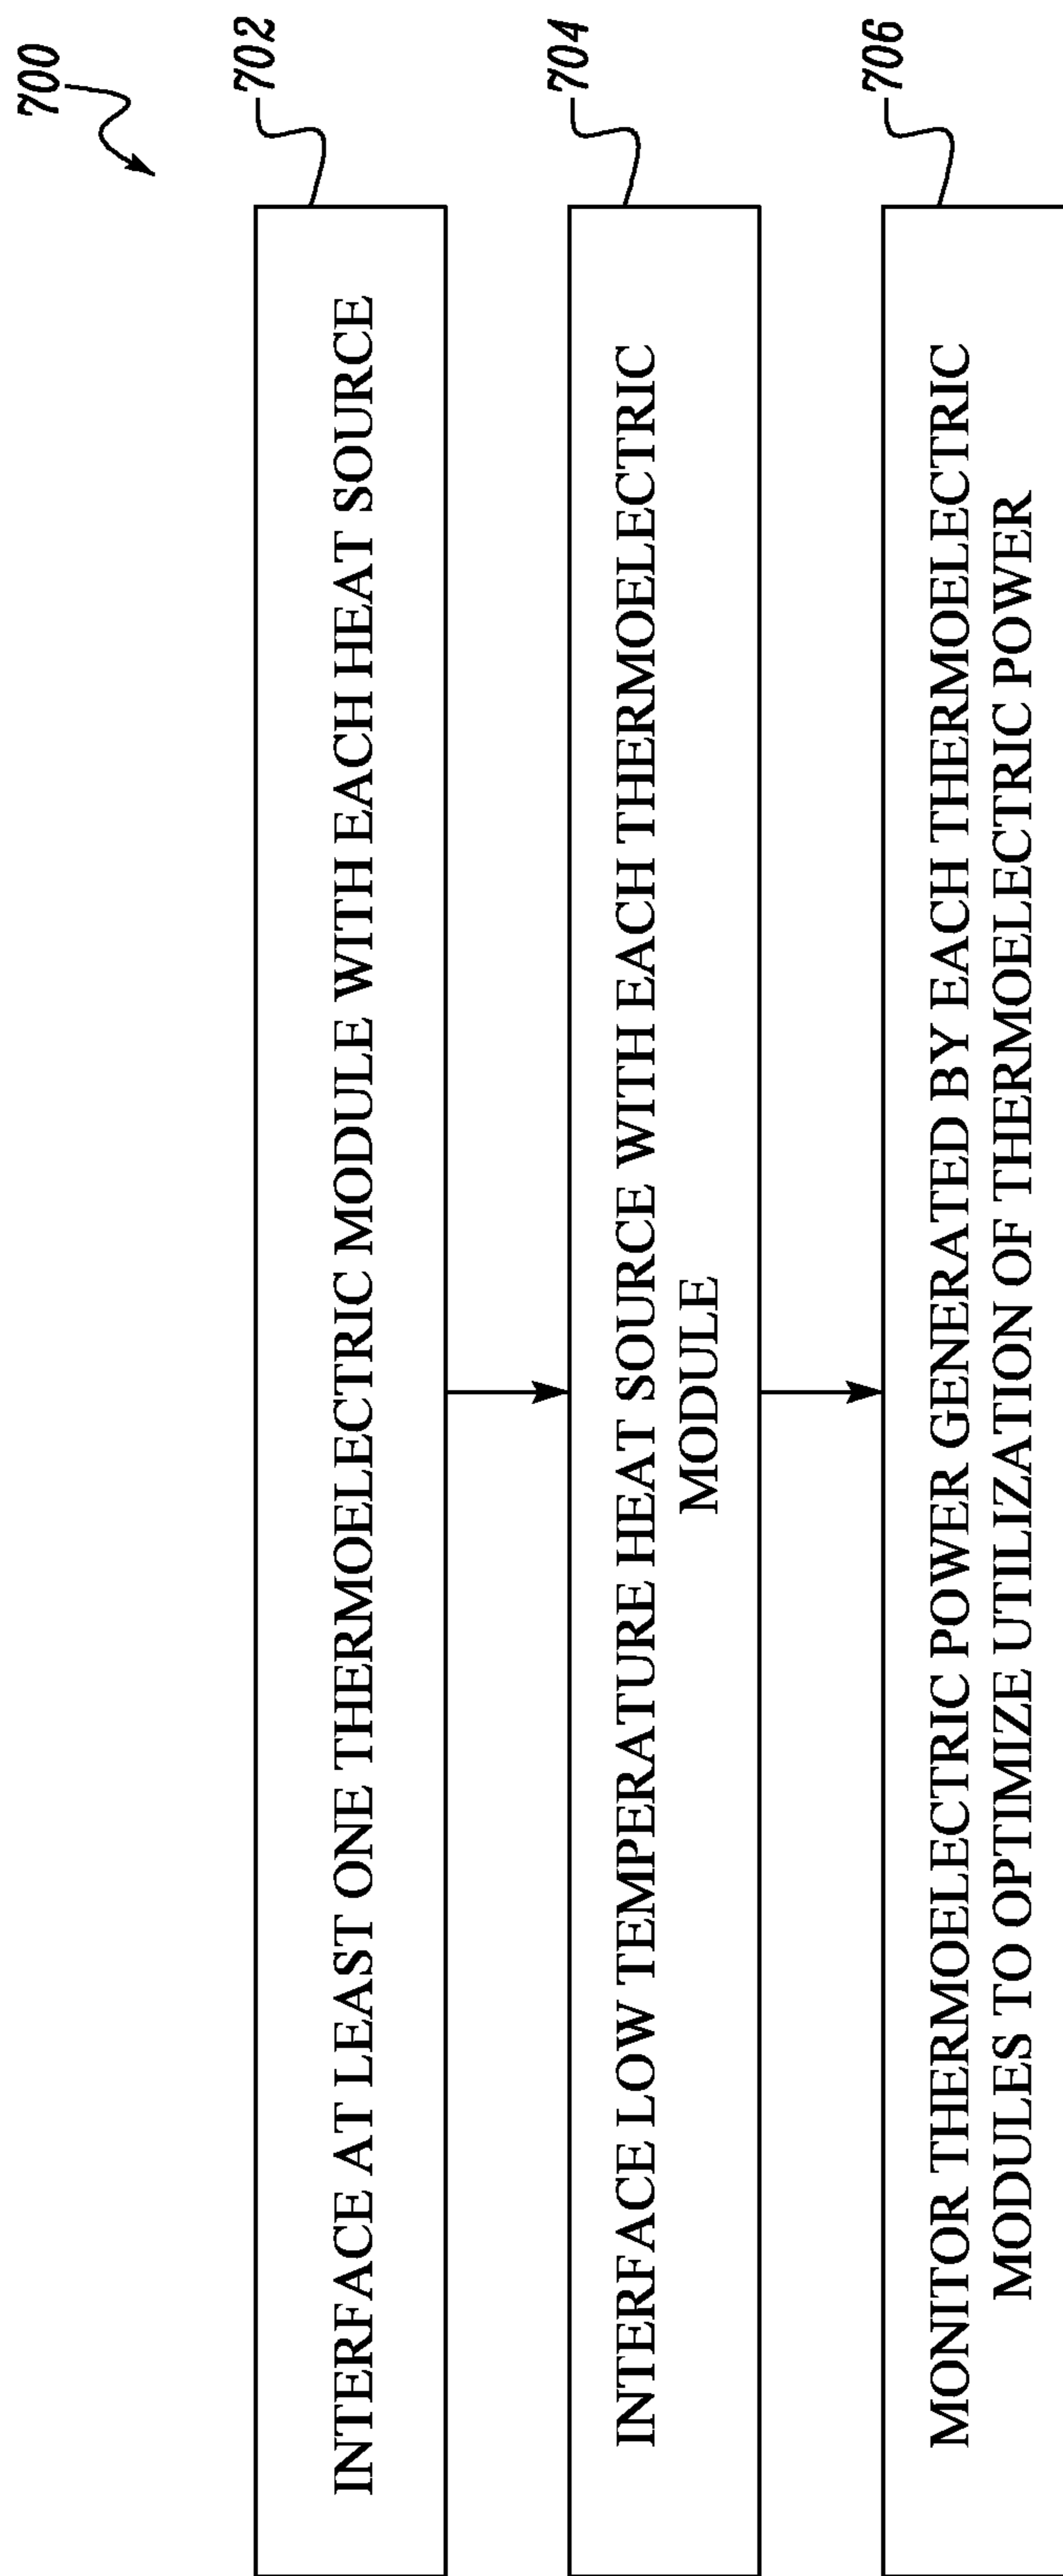 700
702
INTERFACE AT LEAST ONE THERMOELECTRIC MODULE WITH EACH HEAT SOURCE
704
INTERFACE LOW TEMPERATURE HEAT SOURCE WITH EACH THERMOELECTRIC
MODULE
706
MONITOR THERMOELECTRIC POWER GENERATED BY EACH THERMOELECTRIC
MODULES TO OPTIMIZE UTILIZATION OF THERMOELECTRIC POWER